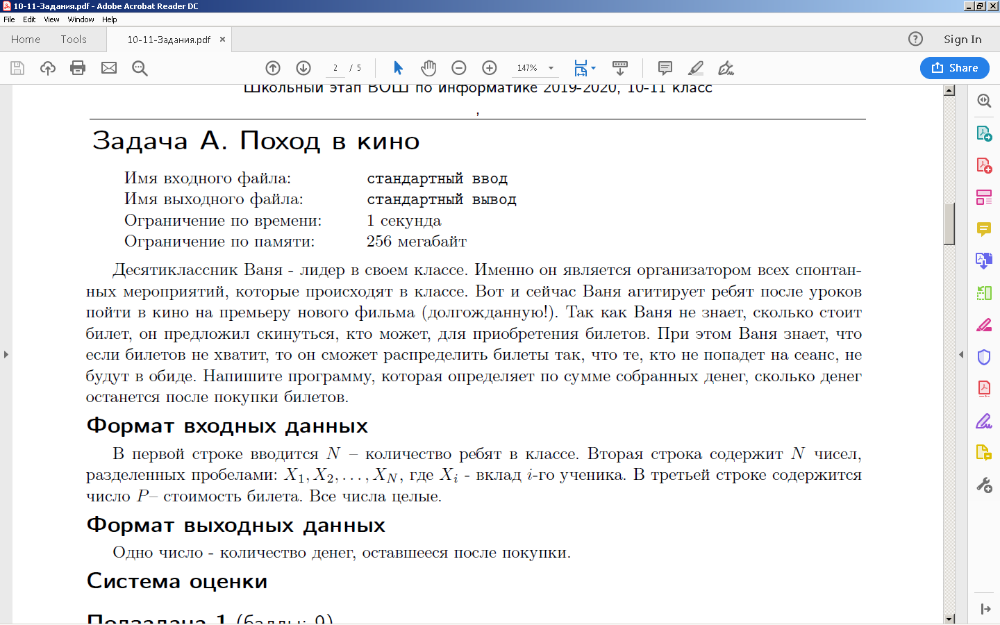 10-11-Задания.pdf - Adobe Acrobat Reader DC
File Edit View Window Help
Home Tools 10-11-Задания.pdf × Sign In
2 / 5 147% Share
Школьный этап ВОШ по информатике 2019-2020, 10-11 класс
,
Задача A. Поход в кино
Имя входного файла: стандартный ввод
Имя выходного файла: стандартный вывод
Ограничение по времени: 1 секунда
Ограничение по памяти: 256 мегабайт
Десятиклассник Ваня - лидер в своем классе. Именно он является организатором всех спонтан-
ных мероприятий, которые происходят в классе. Вот и сейчас Ваня агитирует ребят после уроков
пойти в кино на премьеру нового фильма (долгожданную!). Так как Ваня не знает, сколько стоит
билет, он предложил скинуться, кто может, для приобретения билетов. При этом Ваня знает, что
если билетов не хватит, то он сможет распределить билеты так, что те, кто не попадет на сеанс, не
будут в обиде. Напишите программу, которая определяет по сумме собранных денег, сколько денег
останется после покупки билетов.
Формат входных данных
В первой строке вводится N – количество ребят в классе. Вторая строка содержит N чисел,
разделенных пробелами: X₁, X₂, . . . , X_N, где X_i - вклад i-го ученика. В третьей строке содержится
число P– стоимость билета. Все числа целые.
Формат выходных данных
Одно число - количество денег, оставшееся после покупки.
Система оценки
Подзадача 1 (баллы: 9)